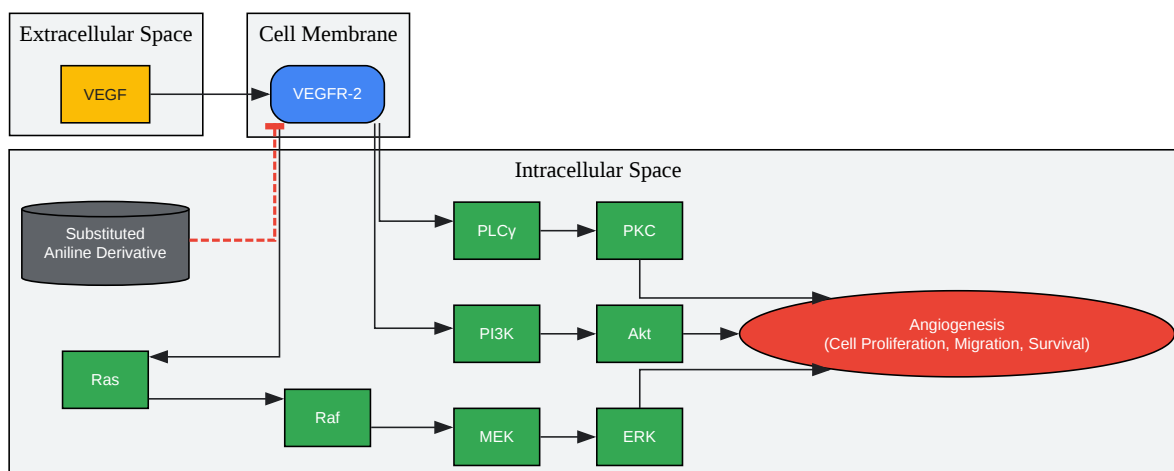 Extracellular Space
Cell Membrane
VEGF
VEGFR-2
Intracellular Space
Substituted
Aniline Derivative
PLCγ
PKC
PI3K
Akt
Angiogenesis
(Cell Proliferation, Migration, Survival)
Ras
Raf
MEK
ERK